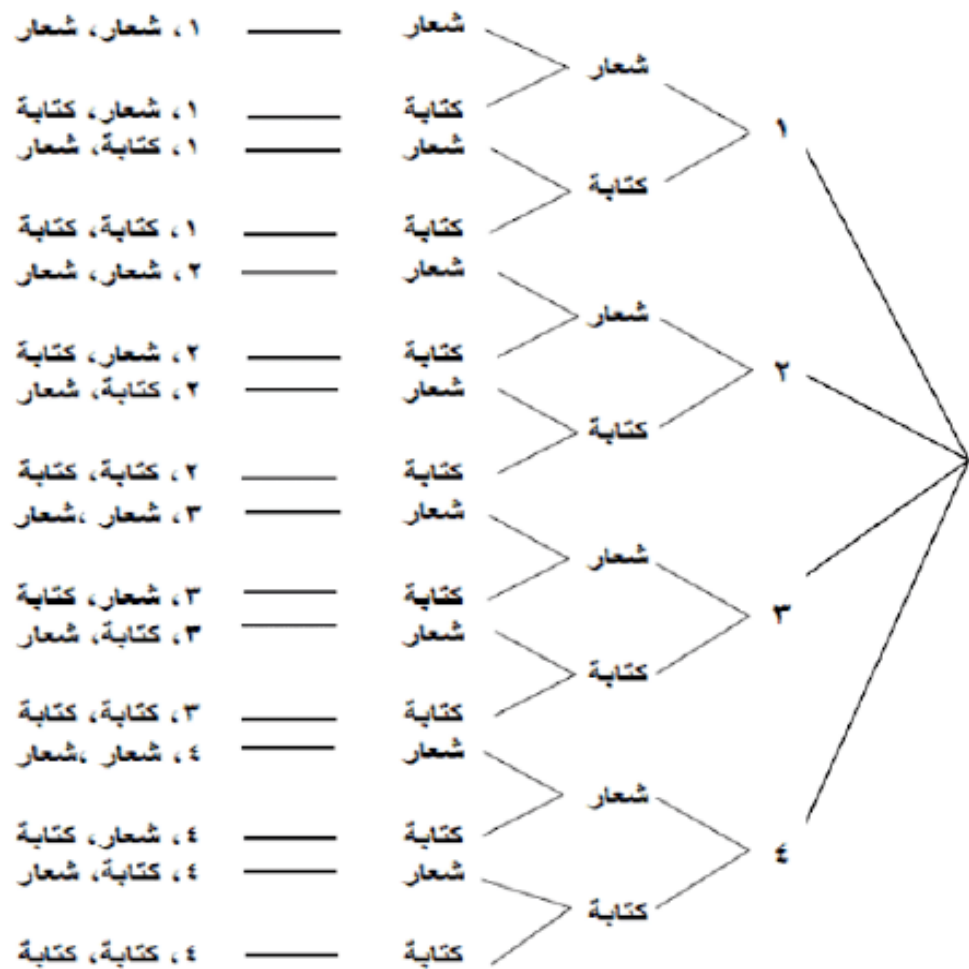 شعار ١، شعار، شعار
شعار
كتابة ١، شعار، كتابة
١
شعار ١، كتابة، شعار
كتابة
كتابة ١، كتابة، كتابة
شعار ٢، شعار، شعار
شعار
كتابة ٢، شعار، كتابة
٢
شعار ٢، كتابة، شعار
كتابة
كتابة ٢، كتابة، كتابة
شعار ٣، شعار ،شعار
شعار
كتابة ٣، شعار، كتابة
٣
شعار ٣، كتابة، شعار
كتابة
كتابة ٣، كتابة، كتابة
شعار ٤، شعار ،شعار
شعار
كتابة ٤، شعار، كتابة
٤
شعار ٤، كتابة، شعار
كتابة
كتابة ٤، كتابة، كتابة